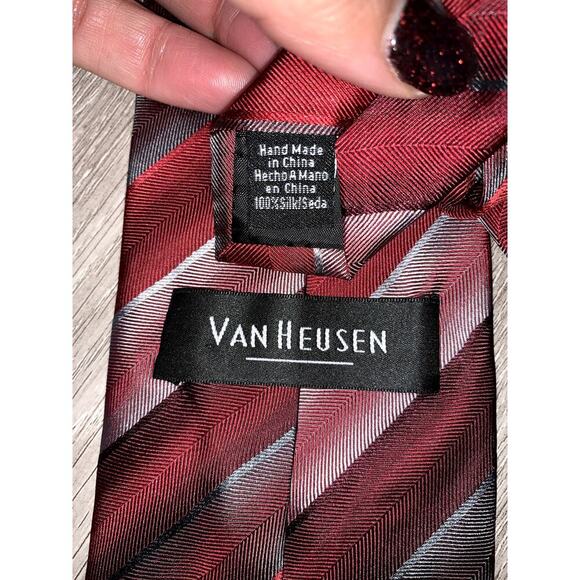 Hand Made
in China
Hecho A Mano
en China
100%Silk/Seda
VAN HEUSEN